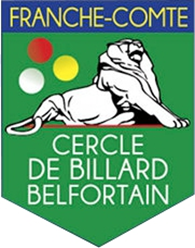 FRANCHE-COMTE
CERCLE
DE BILLARD
BELFORTAIN